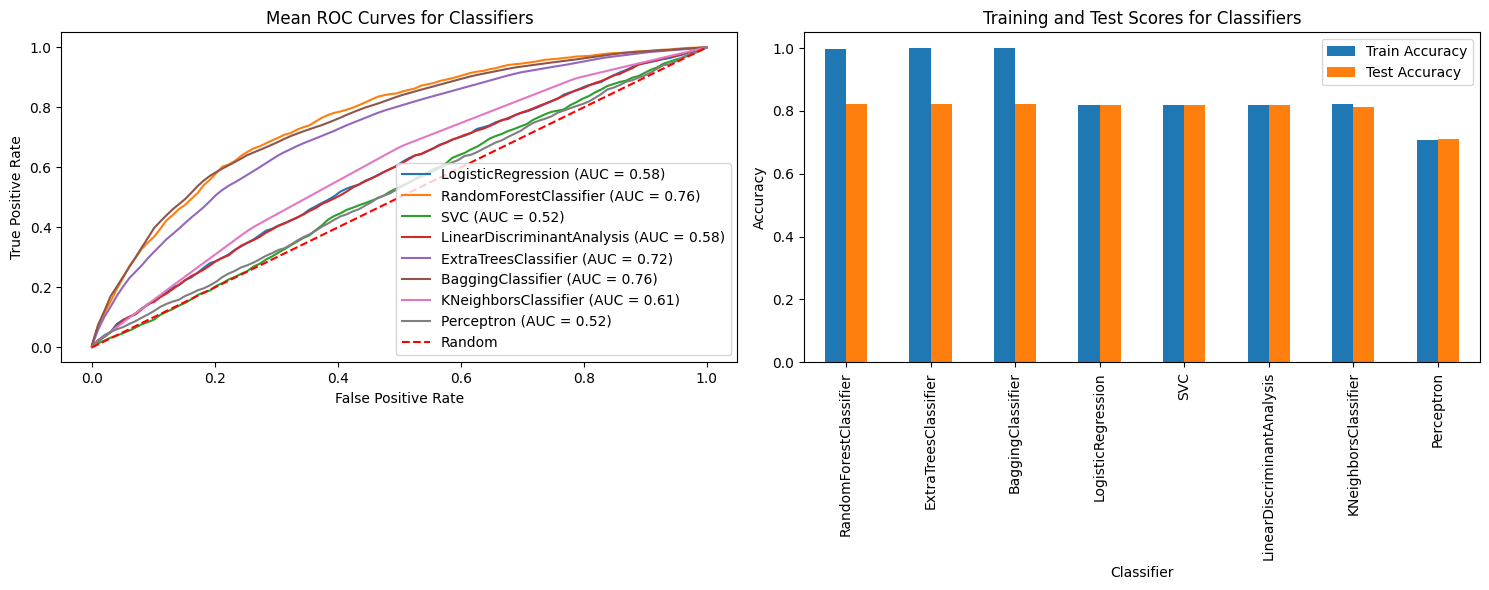 Mean ROC Curves for Classifiers
True Positive Rate
1.0
0.8
0.6
0.4
0.2
0.0
LogisticRegression (AUC = 0.58)
RandomForestClassifier (AUC = 0.76)
SVC (AUC = 0.52)
LinearDiscriminantAnalysis (AUC = 0.58)
ExtraTreesClassifier (AUC = 0.72)
BaggingClassifier (AUC = 0.76)
KNeighborsClassifier (AUC = 0.61)
Perceptron (AUC = 0.52)
Random
0.0 0.2 0.4 0.6 0.8 1.0
False Positive Rate
Training and Test Scores for Classifiers
Accuracy
1.0
0.8
0.6
0.4
0.2
0.0
Train Accuracy
Test Accuracy
RandomForestClassifier
ExtraTreesClassifier
BaggingClassifier
LogisticRegression
SVC
LinearDiscriminantAnalysis
KNeighborsClassifier
Perceptron
Classifier